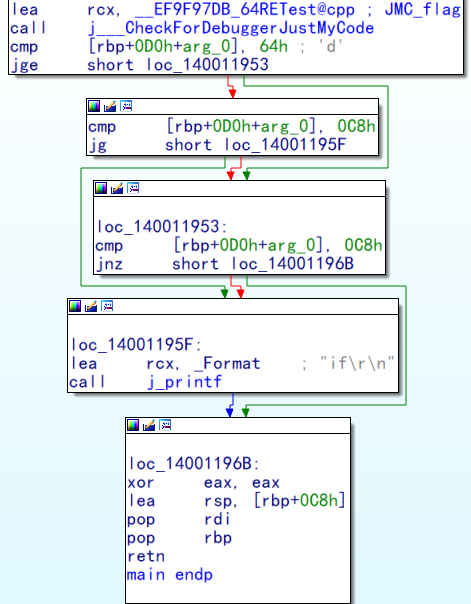 lea rcx, __EF9F97DB_64RETest@cpp ; JMC_flag
call j___CheckForDebuggerJustMyCode
cmp [rbp+0D0h+arg_0], 64h ; 'd'
jge short loc_140011953
cmp [rbp+0D0h+arg_0], 0C8h
jg short loc_14001195F
loc_140011953:
cmp [rbp+0D0h+arg_0], 0C8h
jnz short loc_14001196B
loc_14001195F:
lea rcx, _Format ; "if\r\n"
call j_printf
loc_14001196B:
xor eax, eax
lea rsp, [rbp+0C8h]
pop rdi
pop rbp
retn
main endp